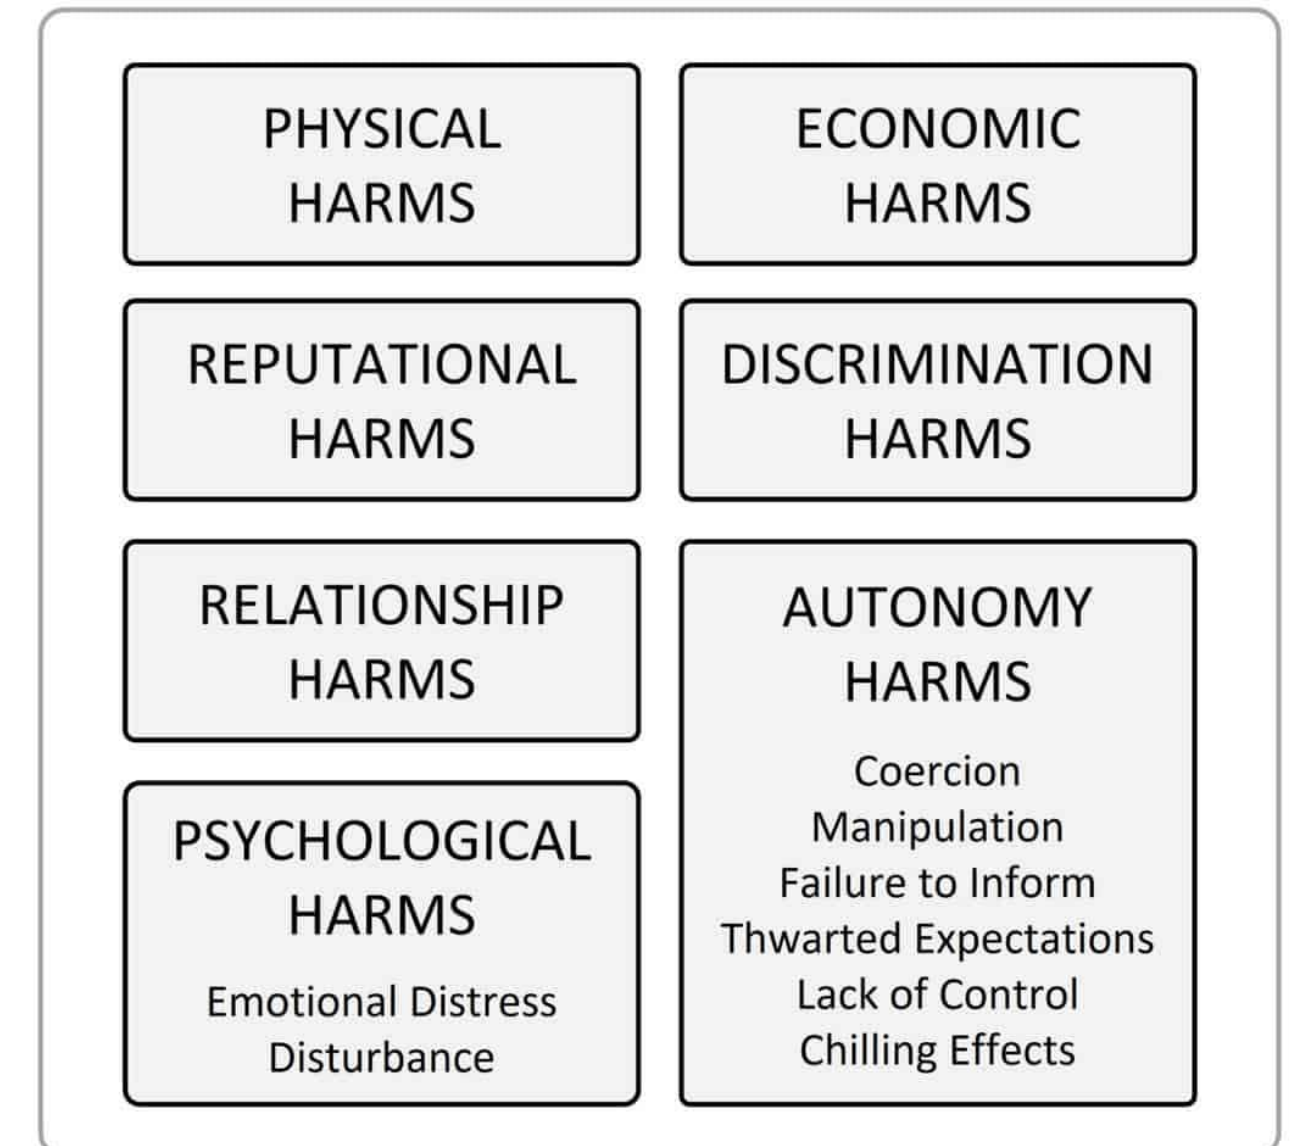 PHYSICAL
HARMS
ECONOMIC
HARMS
REPUTATIONAL
HARMS
DISCRIMINATION
HARMS
RELATIONSHIP
HARMS
AUTONOMY
HARMS
Coercion
Manipulation
Failure to Inform
Thwarted Expectations
Lack of Control
Chilling Effects
PSYCHOLOGICAL
HARMS
Emotional Distress
Disturbance